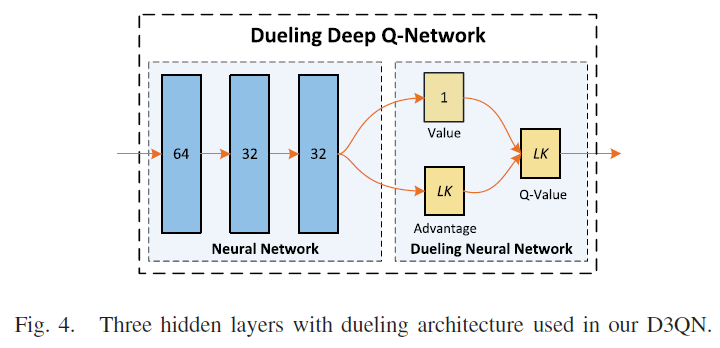 Dueling Deep Q-Network
64
32
32
1
Value
LK
Advantage
LK
Q-Value
Neural Network
Dueling Neural Network
Fig. 4. Three hidden layers with dueling architecture used in our D3QN.